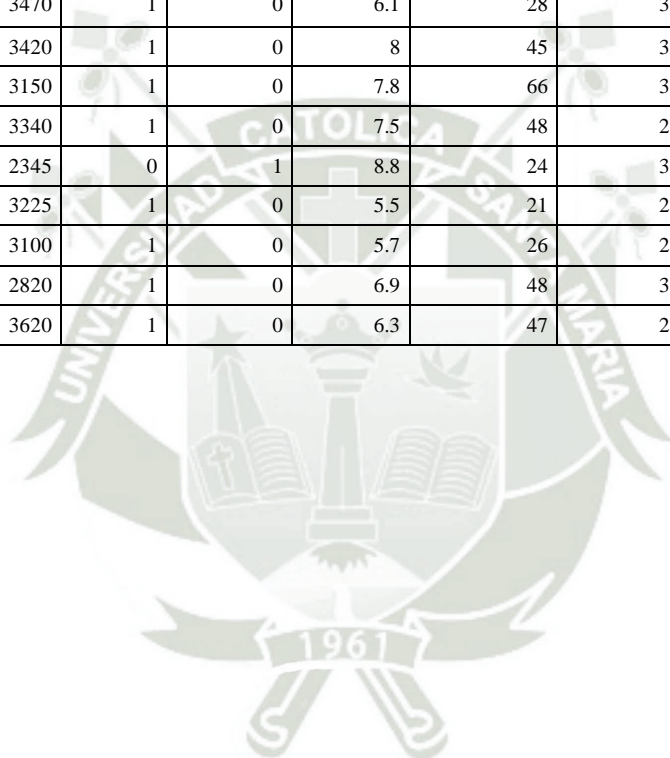 3470 1 0 6.1 28 3
3420 1 0 8 45 3
3150 1 0 7.8 66 3
3340 1 0 7.5 48 2
2345 0 1 8.8 24 3
3225 1 0 5.5 21 2
3100 1 0 5.7 26 2
2820 1 0 6.9 48 3
3620 1 0 6.3 47 2
UNIVERSIDAD CATOLICA SANTA MARIA
1961